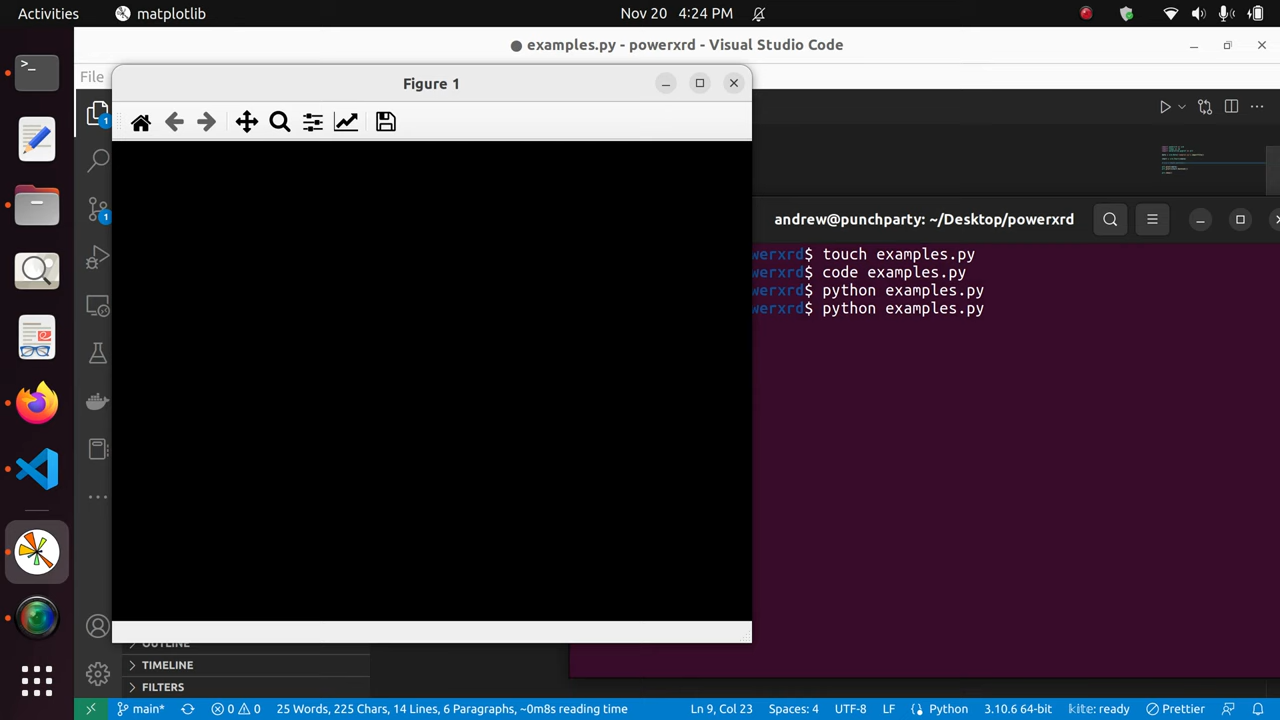 Activities
matplotlib
Nov 20 4:24 PM
● examples.py - powerxrd - Visual Studio Code
File
Figure 1
1
andrew@punchparty: ~/Desktop/powerxrd
1
werxrd$ touch examples.py
werxrd$ code examples.py
werxrd$ python examples.py
werxrd$ python examples.py
OUTLINE
TIMELINE
FILTERS
main*
0 0
25 Words, 225 Chars, 14 Lines, 6 Paragraphs, ~0m8s reading time
Ln 9, Col 23
Spaces: 4
UTF-8
LF
Python
3.10.6 64-bit
kite: ready
Prettier